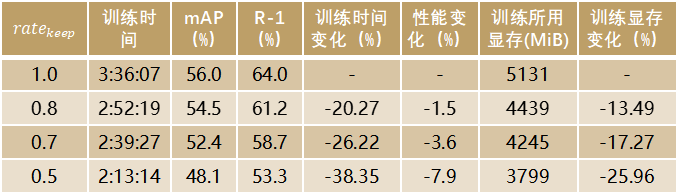 rate_keep 训练时间 mAP (%) R-1 (%) 训练时间变化 (%) 性能变化 (%) 训练所用显存(MiB) 训练显存变化 (%)
1.0 3:36:07 56.0 64.0 - - 5131 -
0.8 2:52:19 54.5 61.2 -20.27 -1.5 4439 -13.49
0.7 2:39:27 52.4 58.7 -26.22 -3.6 4245 -17.27
0.5 2:13:14 48.1 53.3 -38.35 -7.9 3799 -25.96